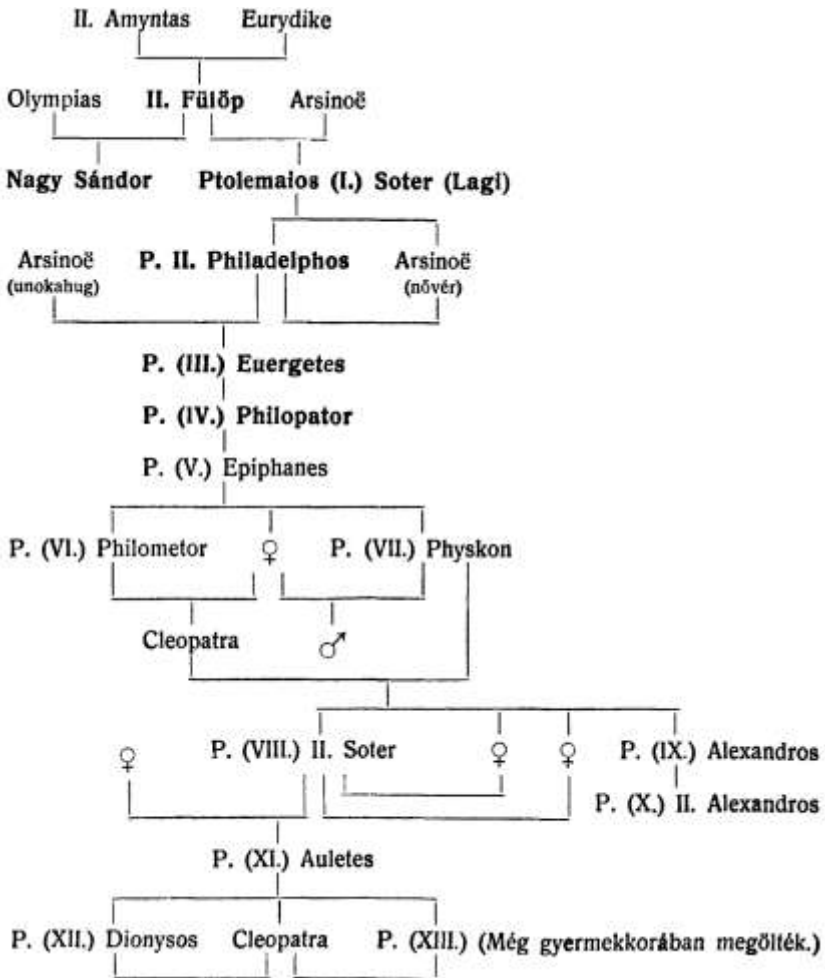 II. Amyntas Eurydike
Olympias II. Fülöp Arsinoë
Nagy Sándor Ptolemaios (I.) Soter (Lagi)
Arsinoë P. II. Philadelphos Arsinoë
(unokahug) (nővér)
P. (III.) Euergetes
P. (IV.) Philopator
P. (V.) Epiphanes
P. (VI.) Philometor ♀ P. (VII.) Physkon
Cleopatra ♂
♀ P. (VIII.) II. Soter ♀ ♀ P. (IX.) Alexandros
P. (X.) II. Alexandros
P. (XI.) Auletes
P. (XII.) Dionysos Cleopatra P. (XIII.) (Még gyermekkorában megölték.)